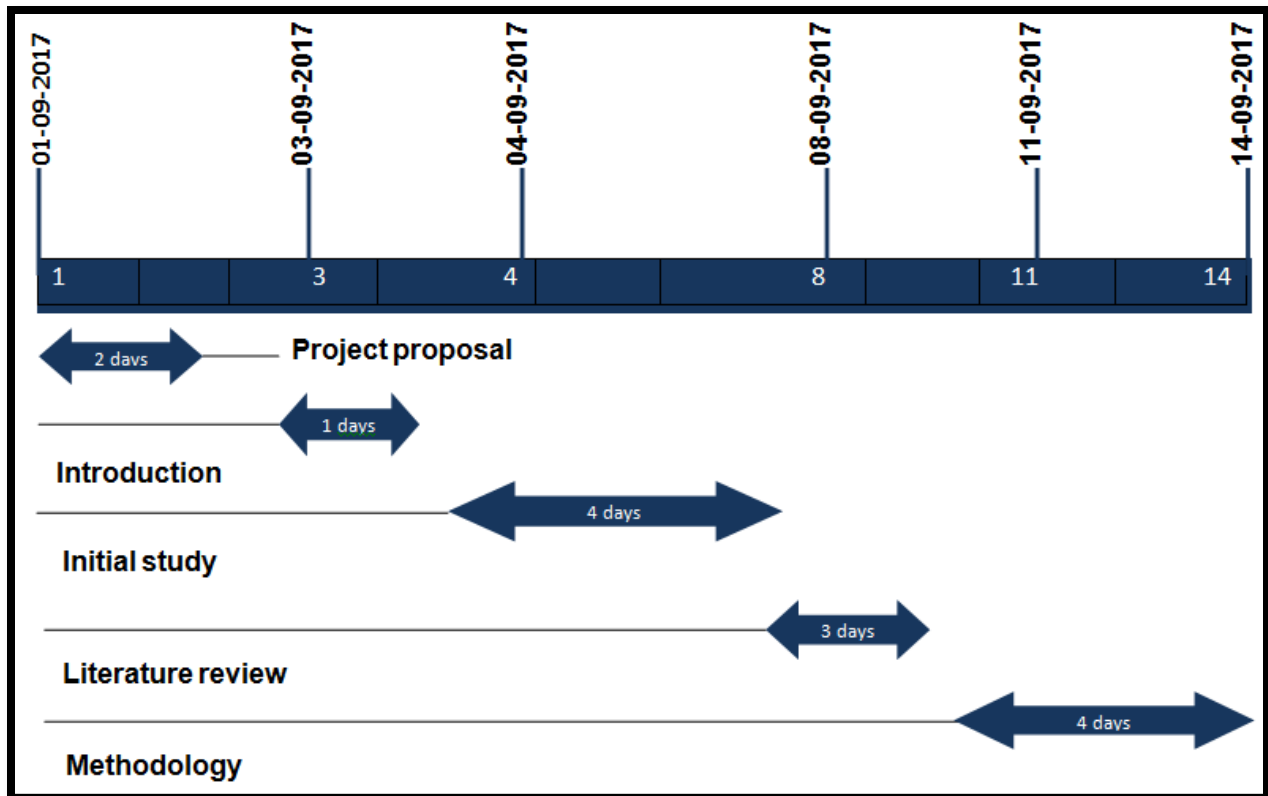 01-09-2017
03-09-2017
04-09-2017
08-09-2017
11-09-2017
14-09-2017
1 3 4 8 11 14
2 days
Project proposal
1 days
Introduction
4 days
Initial study
3 days
Literature review
4 days
Methodology